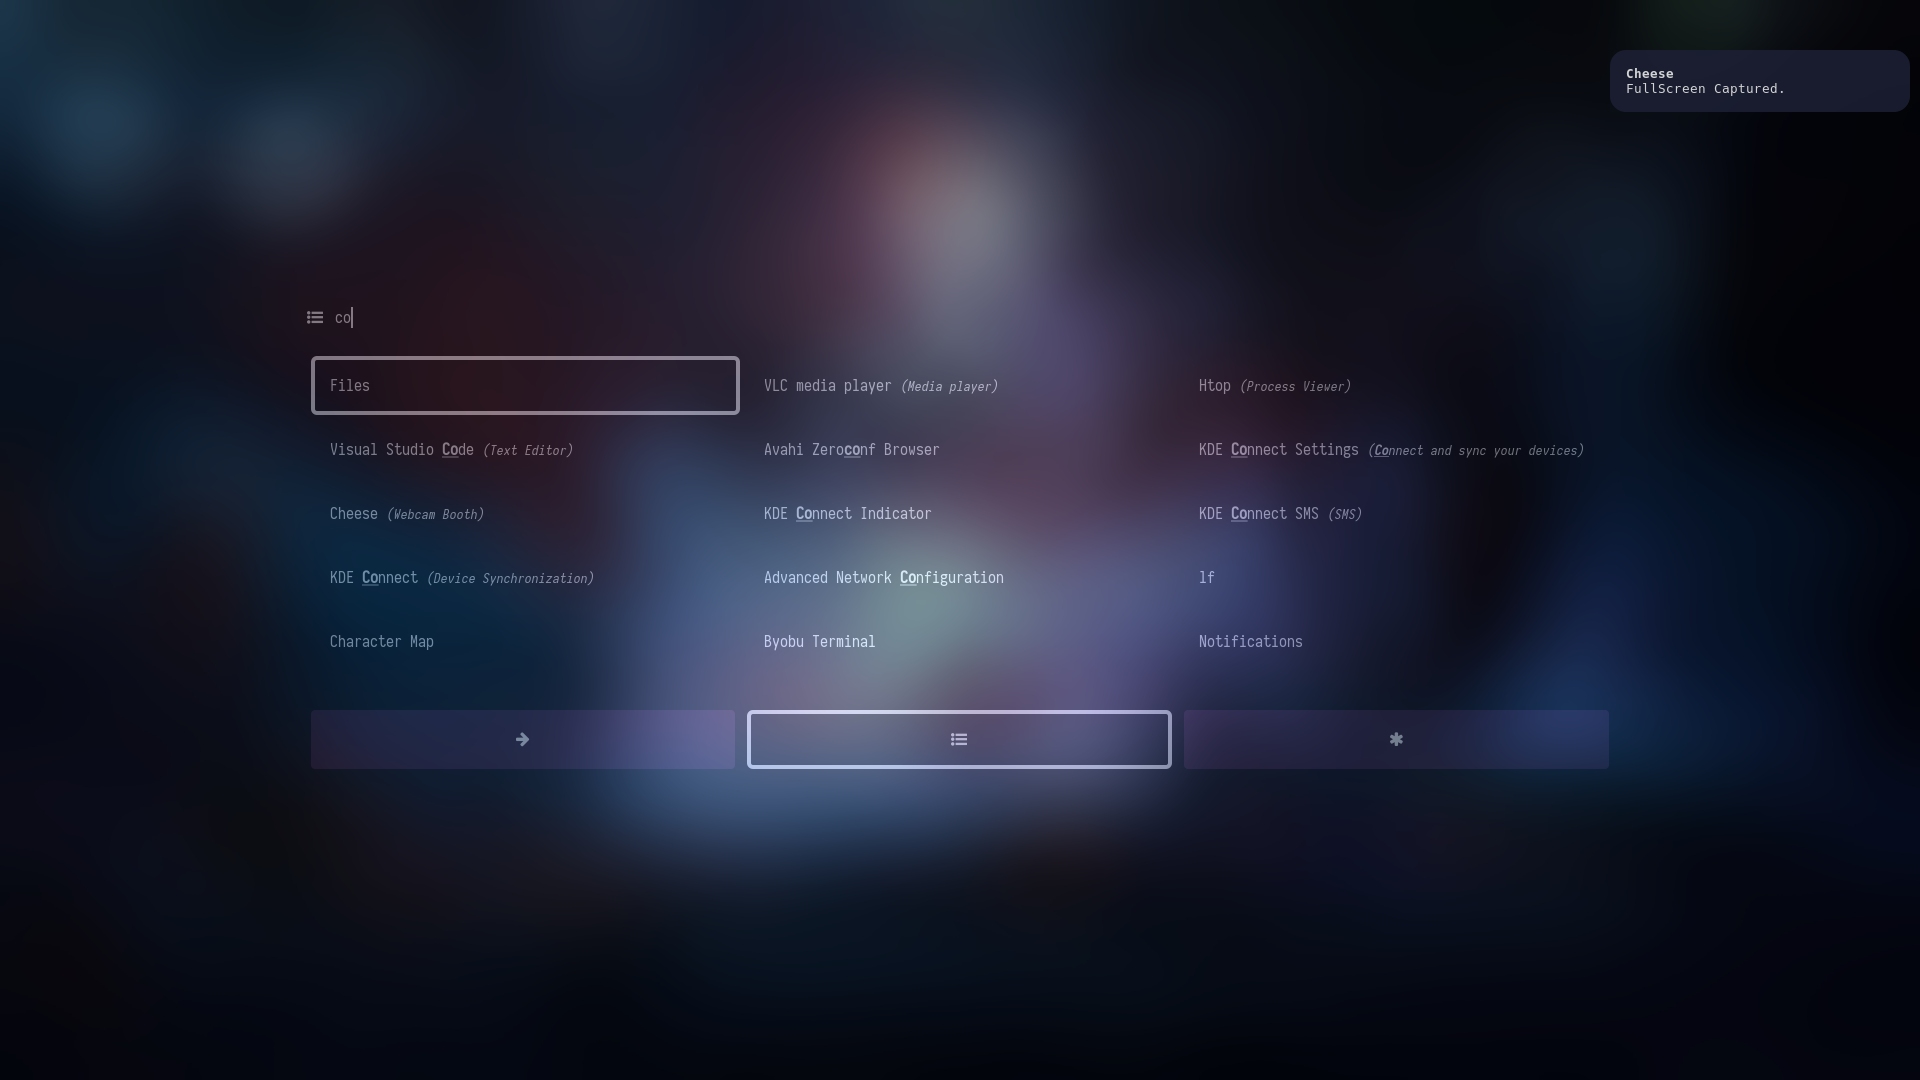 Cheese
FullScreen Captured.
co
Files
VLC media player (Media player)
Htop (Process Viewer)
Visual Studio Code (Text Editor)
Avahi Zeroconf Browser
KDE Connect Settings (Connect and sync your devices)
Cheese (Webcam Booth)
KDE Connect Indicator
KDE Connect SMS (SMS)
KDE Connect (Device Synchronization)
Advanced Network Configuration
lf
Character Map
Byobu Terminal
Notifications